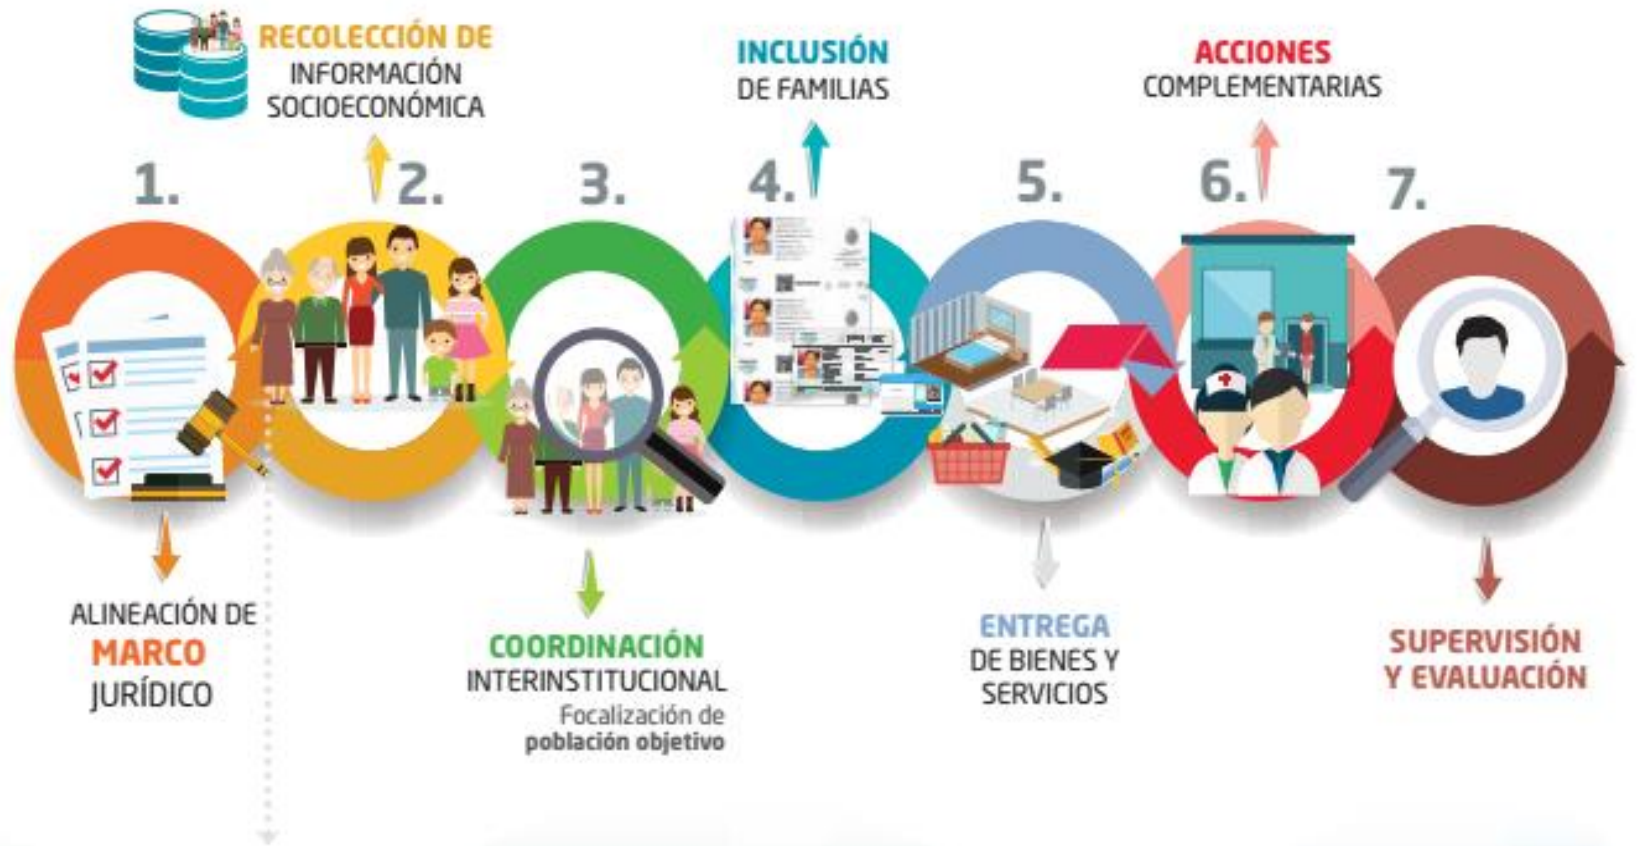 1.
ALINEACIÓN DE
MARCO
JURÍDICO
2.
RECOLECCIÓN DE
INFORMACIÓN
SOCIOECONÓMICA
3.
COORDINACIÓN
INTERINSTITUCIONAL
Focalización de
población objetivo
4.
INCLUSIÓN
DE FAMILIAS
5.
ENTREGA
DE BIENES Y
SERVICIOS
6.
ACCIONES
COMPLEMENTARIAS
7.
SUPERVISIÓN
Y EVALUACIÓN